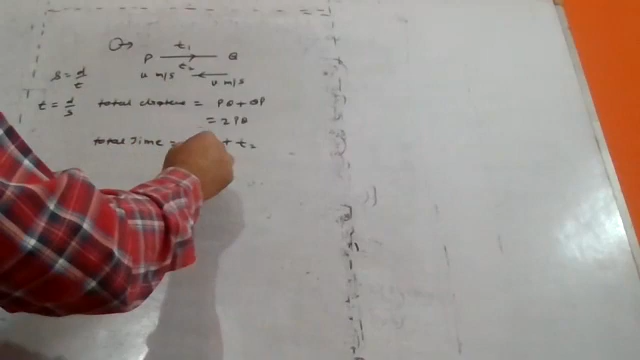 Q→ t₁
P → Q
t₂
s = d/t u m/s ← v m/s
t = d/s total distance = PQ + QP
= 2PQ
total Time = + t₂